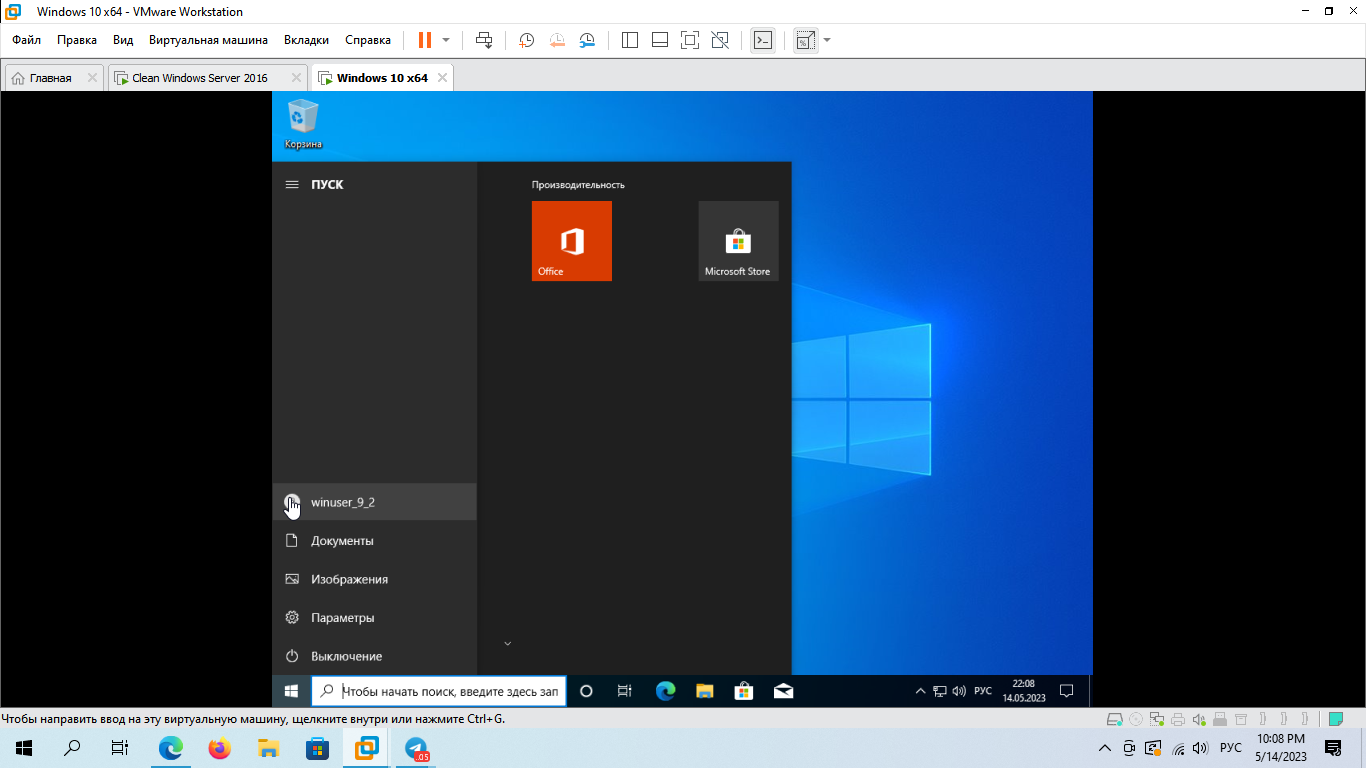 Windows 10 x64 - VMware Workstation
Файл Правка Вид Виртуальная машина Вкладки Справка
Главная Clean Windows Server 2016 Windows 10 x64
Корзина
ПУСК
Производительность
Office
Microsoft Store
winuser_9_2
Документы
Изображения
Параметры
Выключение
Чтобы начать поиск, введите здесь зап
РУС
22:08
14.05.2023
Чтобы направить ввод на эту виртуальную машину, щелкните внутри или нажмите Ctrl+G.
.05
РУС
10:08 PM
5/14/2023